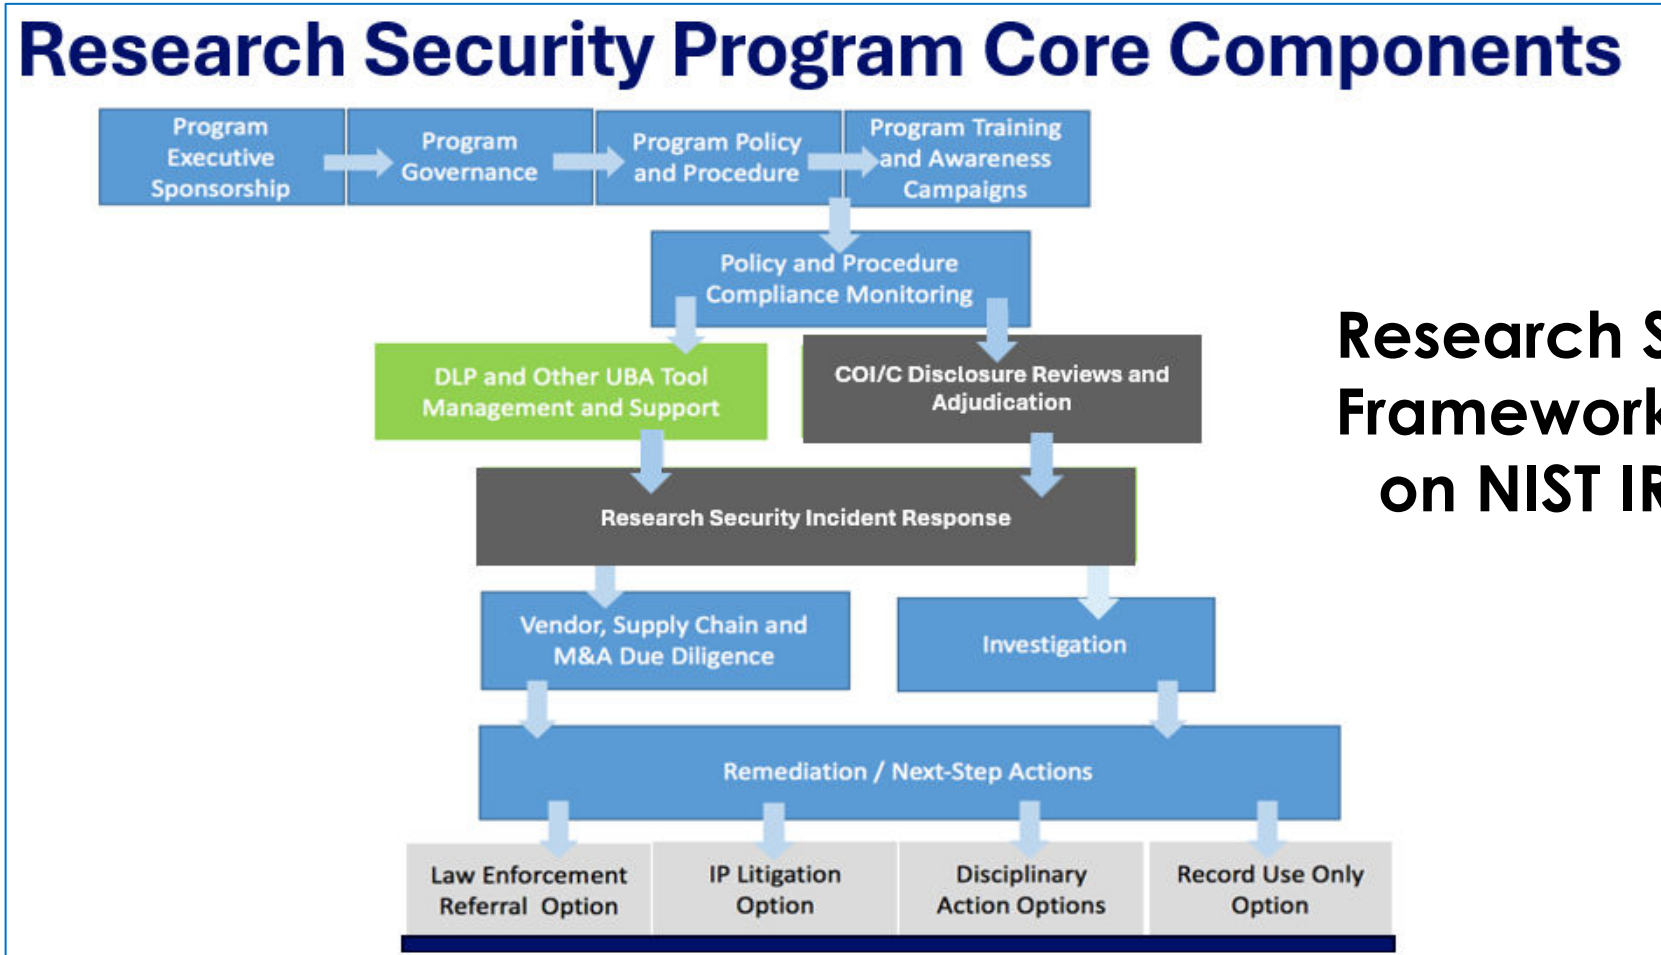 Research Security Program Core Components
Program
Executive
Sponsorship
Program
Governance
Program Policy
and Procedure
Program Training
and Awareness
Campaigns
Policy and Procedure
Compliance Monitoring
DLP and Other UBA Tool
Management and Support
COI/C Disclosure Reviews and
Adjudication
Research Security Incident Response
Vendor, Supply Chain and
M&A Due Diligence
Investigation
Remediation / Next-Step Actions
Law Enforcement
Referral Option
IP Litigation
Option
Disciplinary
Action Options
Record Use Only
Option
Research S
Framework
on NIST IR